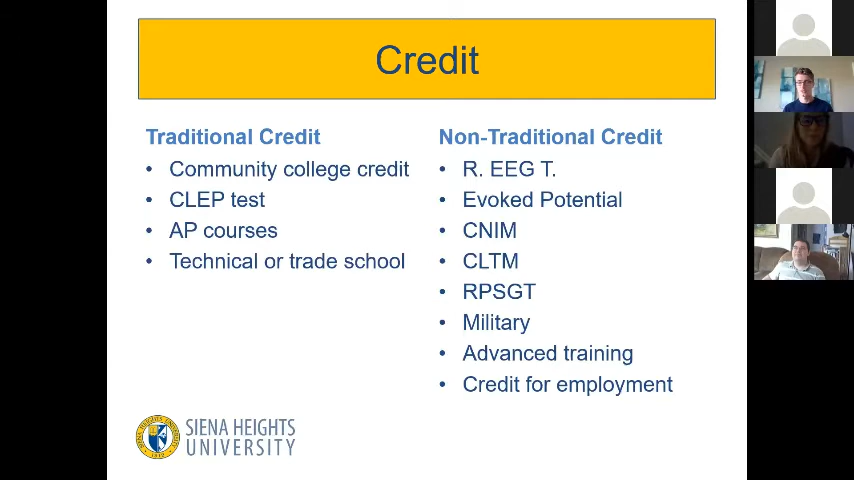 Credit
Traditional Credit
• Community college credit
• CLEP test
• AP courses
• Technical or trade school
Non-Traditional Credit
• R. EEG T.
• Evoked Potential
• CNIM
• CLTM
• RPSGT
• Military
• Advanced training
• Credit for employment
SIENA HEIGHTS
UNIVERSITY